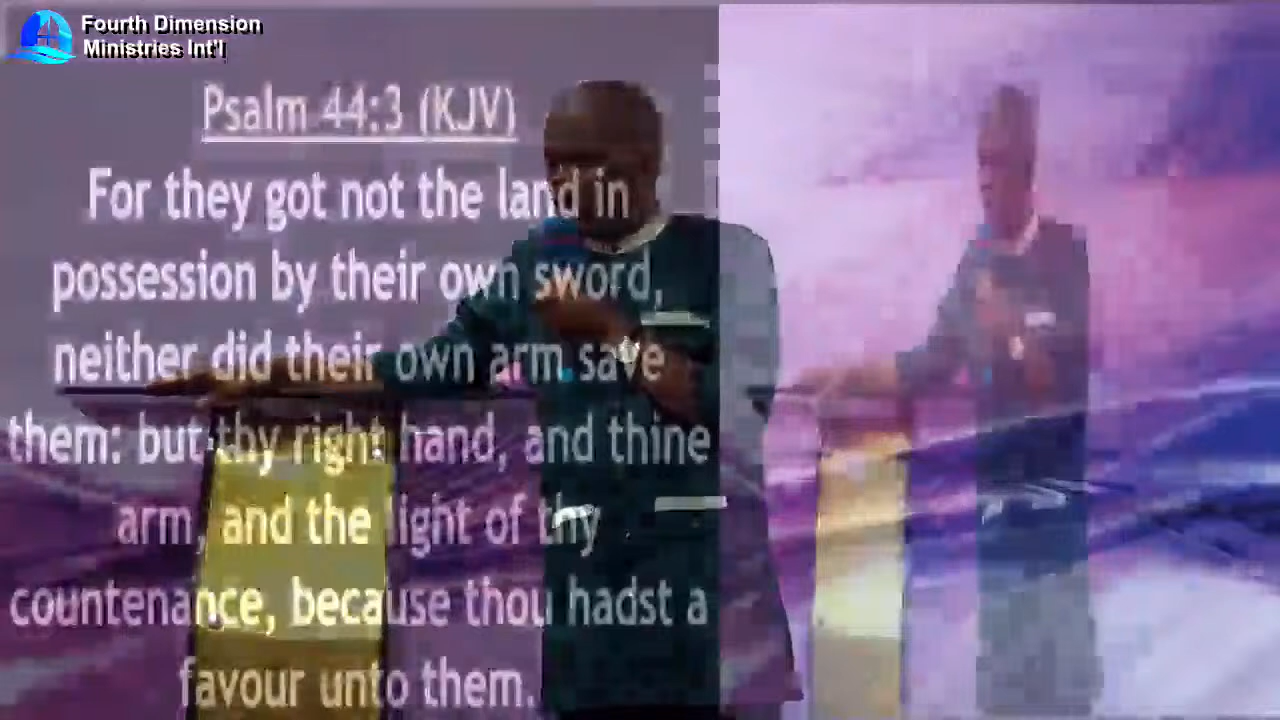 Fourth Dimension
Ministries Int'l
Psalm 44:3 (KJV)
For they got not the land in
possession by their own sword,
neither did their own arm save
them: but thy right hand, and thine
arm, and the light of thy
countenance, because thou hadst a
favour unto them.